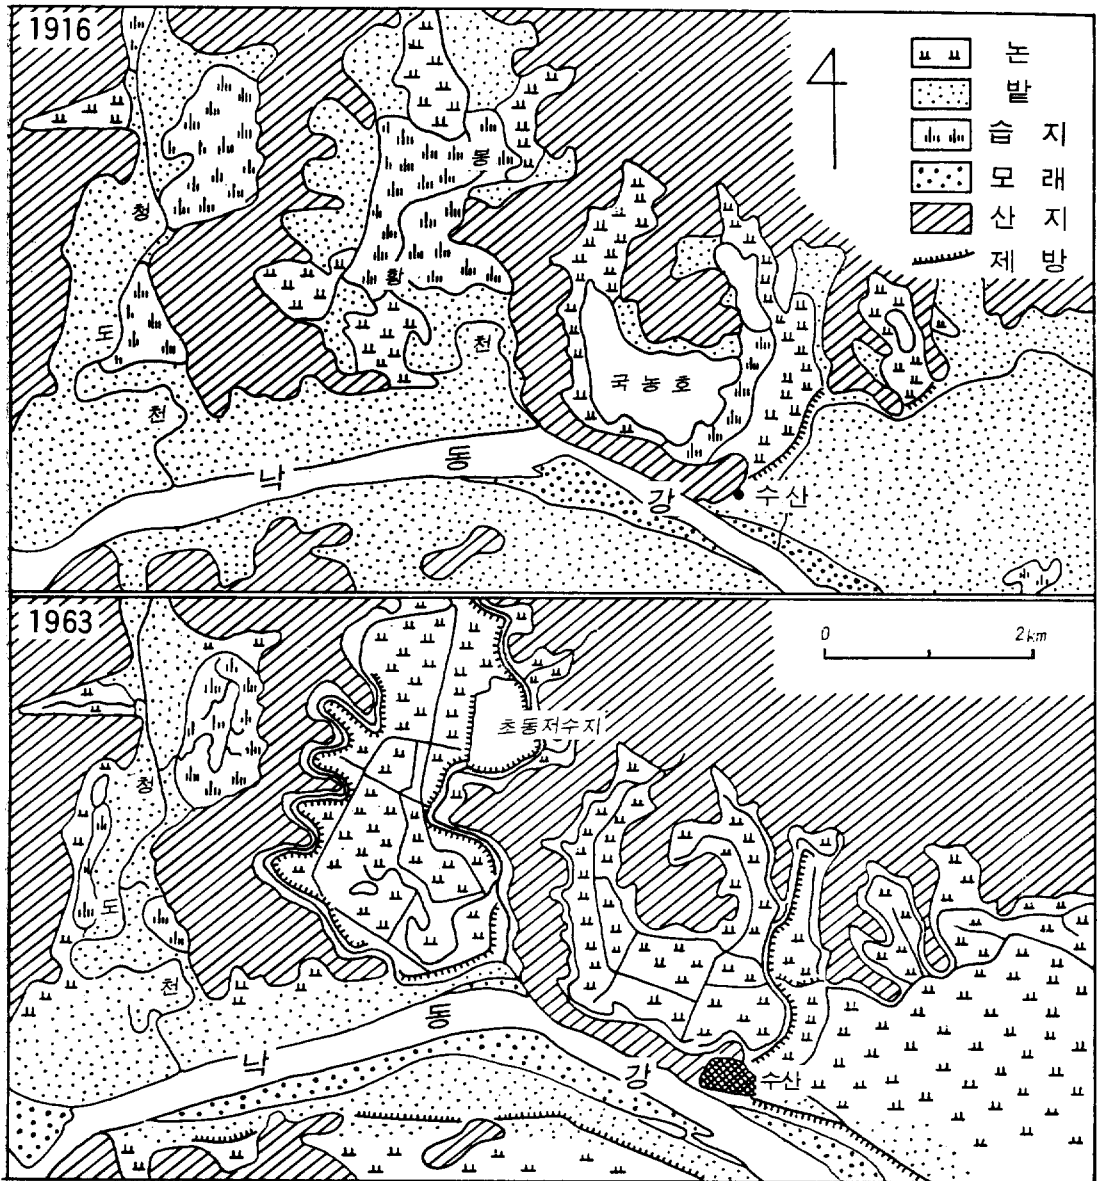 1916
논
밭
습 지
모 래
산 지
제 방
청
도
천
봉
황
천
국농호
낙 동 강
수산
1963
0 2km
초동저수지
청
도
천
낙 동 강
수산